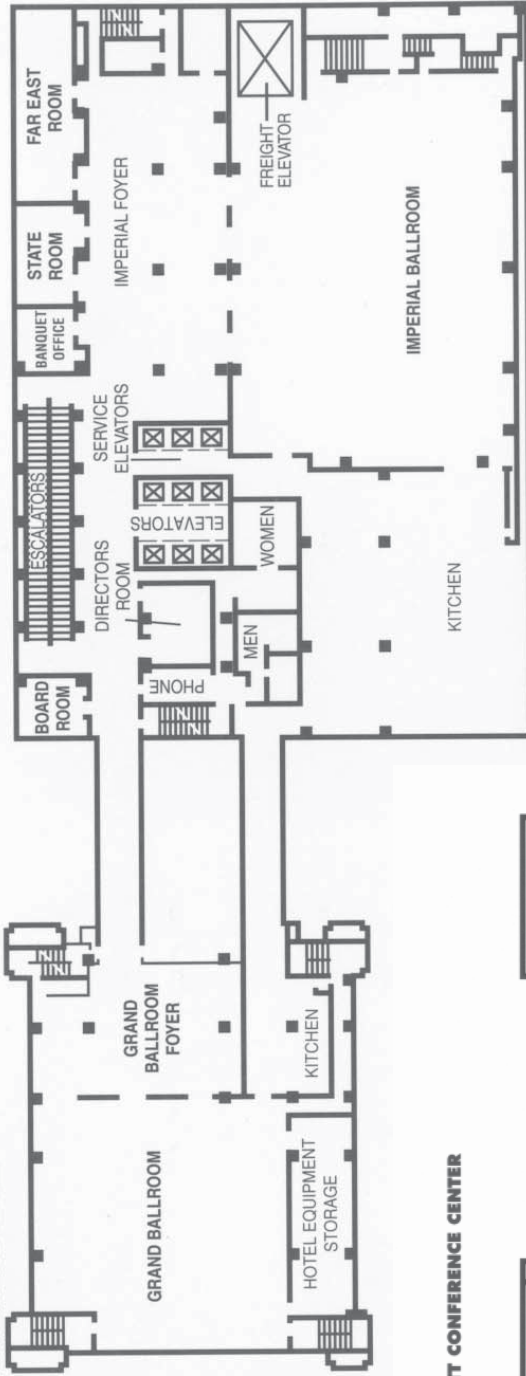 FAR EAST
ROOM
STATE
ROOM
BANQUET
OFFICE
IMPERIAL FOYER
FREIGHT
ELEVATOR
IMPERIAL BALLROOM
ESCALATORS
SERVICE
ELEVATORS
ELEVATORS
DIRECTORS
ROOM
WOMEN
MEN
PHONE
BOARD
ROOM
KITCHEN
GRAND
BALLROOM
FOYER
KITCHEN
GRAND BALLROOM
HOTEL EQUIPMENT
STORAGE
CONFERENCE CENTER